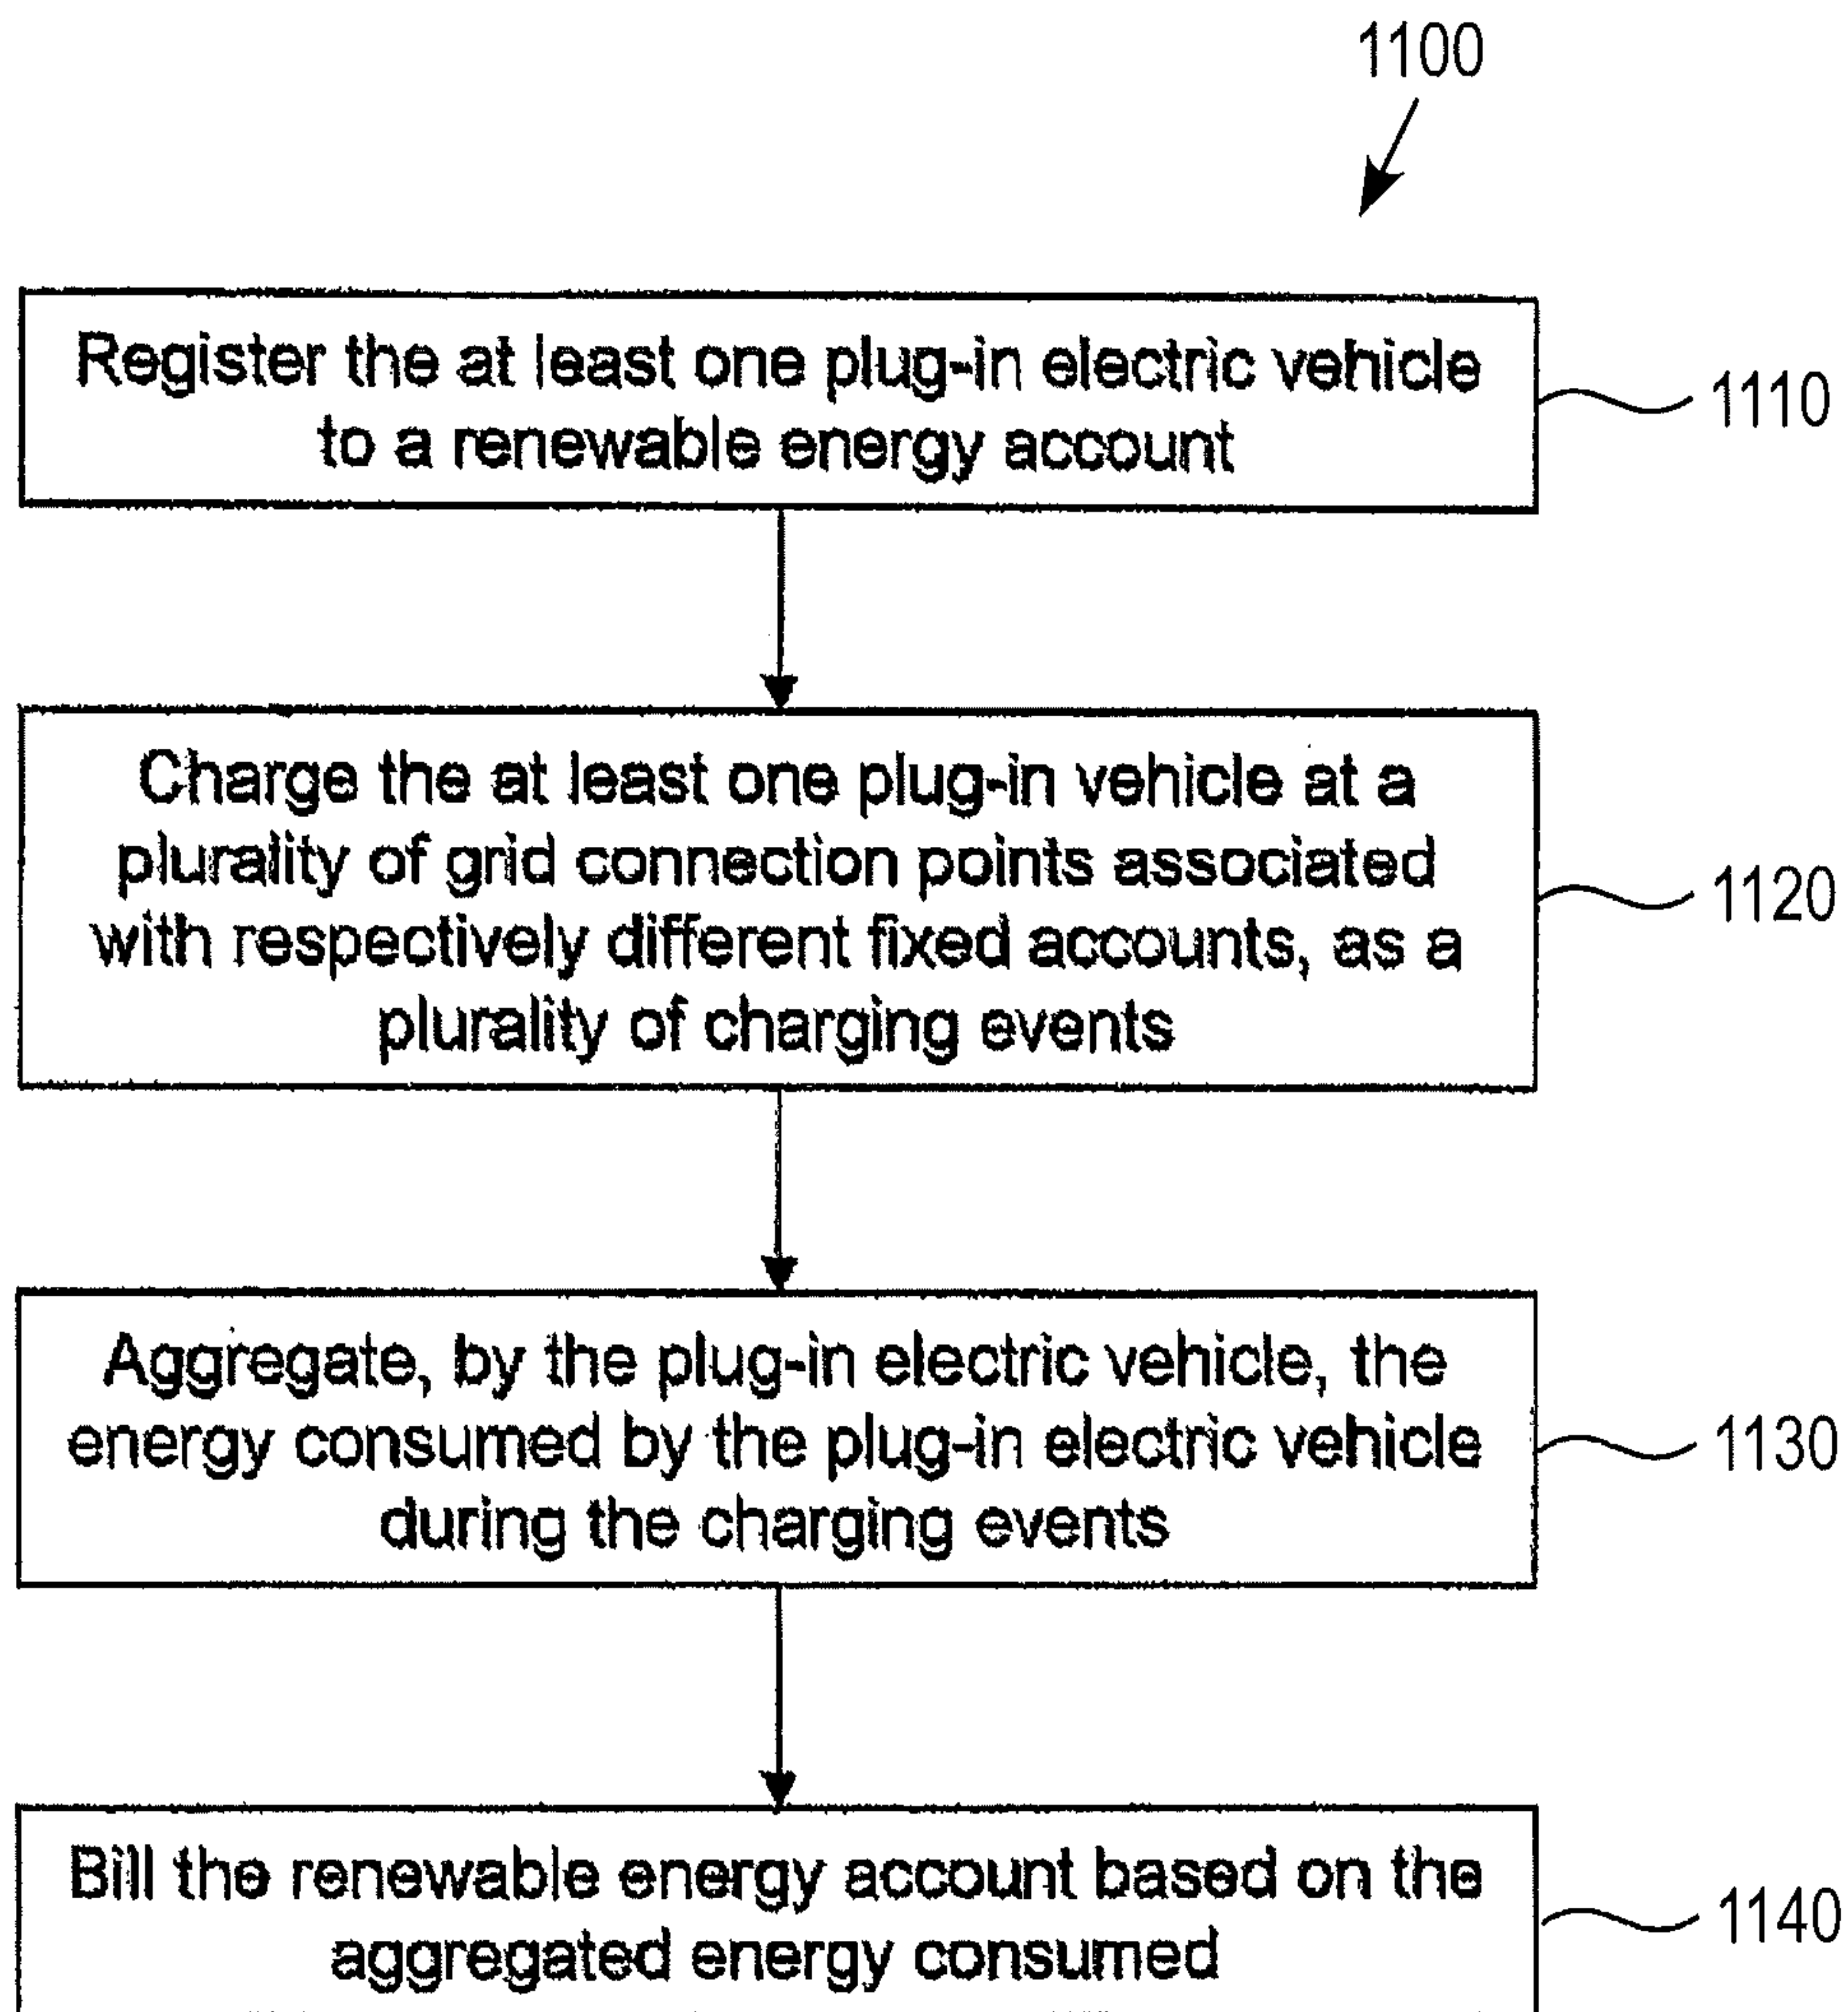 1100
Register the at least one plug-in electric vehicle
to a renewable energy account
1110
Charge the at least one plug-in vehicle at a
plurality of grid connection points associated
with respectively different fixed accounts, as a
plurality of charging events
1120
Aggregate, by the plug-in electric vehicle, the
energy consumed by the plug-in electric vehicle
during the charging events
1130
Bill the renewable energy account based on the
aggregated energy consumed
1140